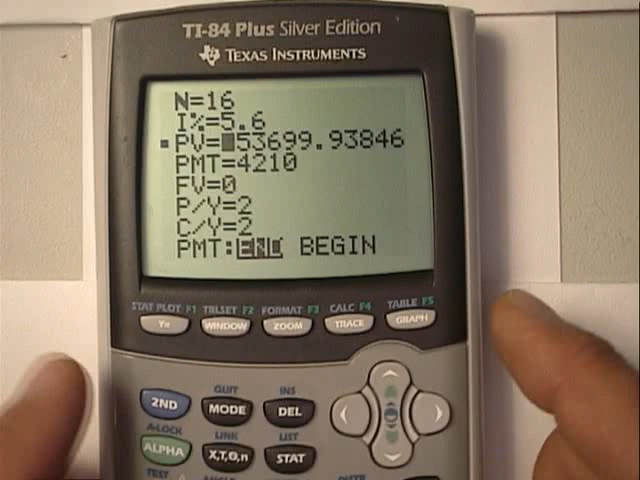 TI-84 Plus Silver Edition
TEXAS INSTRUMENTS
N=16
I%=5.6
PV=53699.93846
PMT=4210
FV=0
P/Y=2
C/Y=2
PMT:END BEGIN
STAT PLOT F1 TBLSET F2 FORMAT F3 CALC F4 TABLE F5
Y= WINDOW ZOOM TRACE GRAPH
QUIT INS
2ND MODE DEL
A-LOCK LINK LIST
ALPHA X,T,Θ,n STAT
TEST